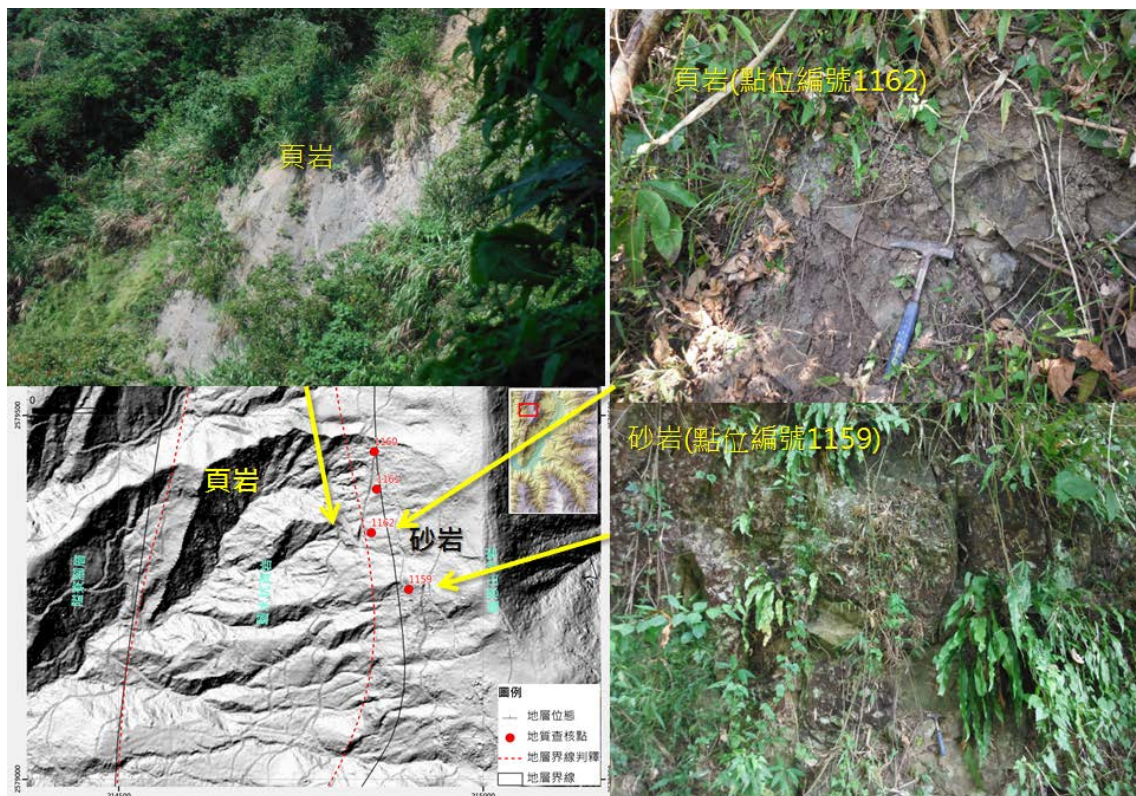 頁岩
頁岩(點位編號1162)
砂岩(點位編號1159)
0
2579500
1160
頁岩
1162
砂岩
1159
圖例
地層位態
地質查核點
地層界線判釋
地層界線
2579000
214500
215000